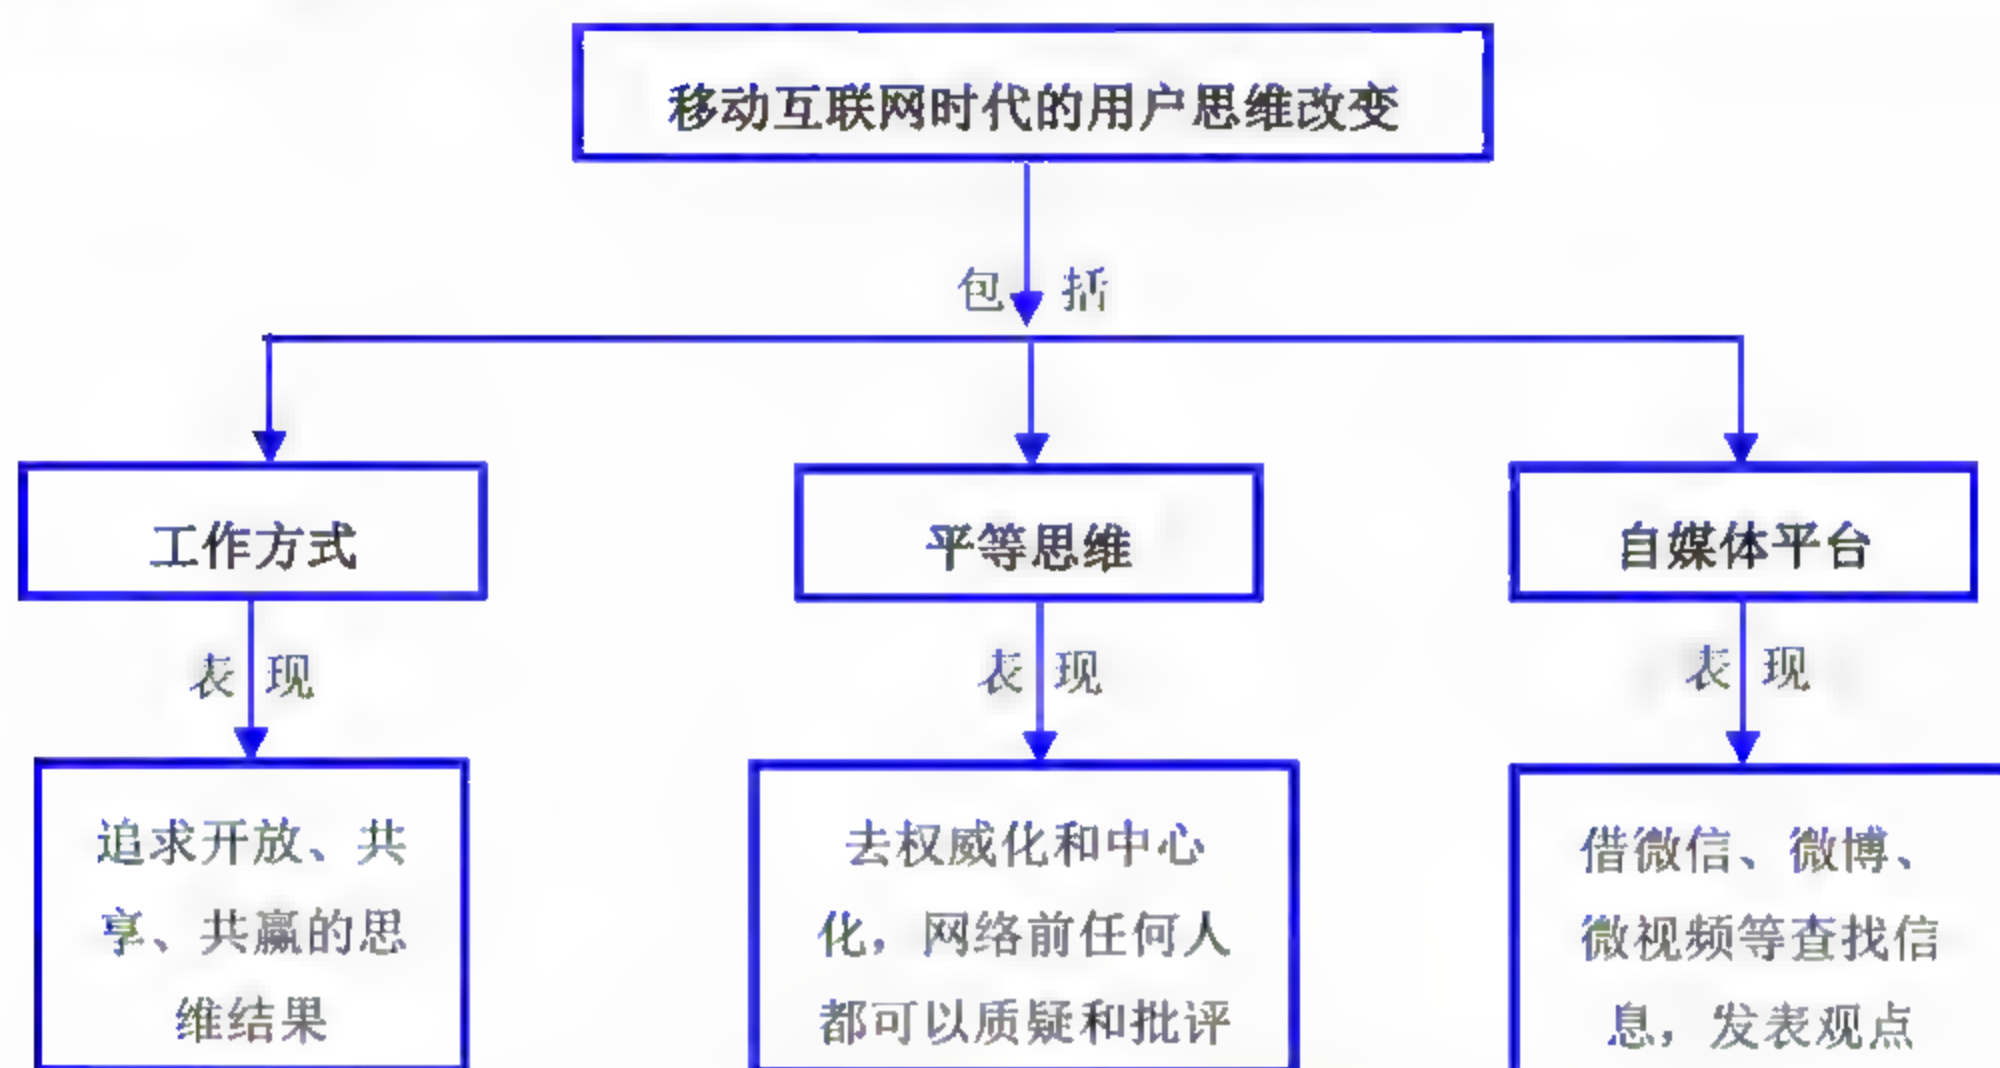 移动互联网时代的用户思维改变
包括
工作方式
平等思维
自媒体平台
表现
表现
表现
追求开放、共
享、共赢的思
维结果
去权威化和中心
化，网络前任何人
都可以质疑和批评
借微信、微博、
微视频等查找信
息，发表观点